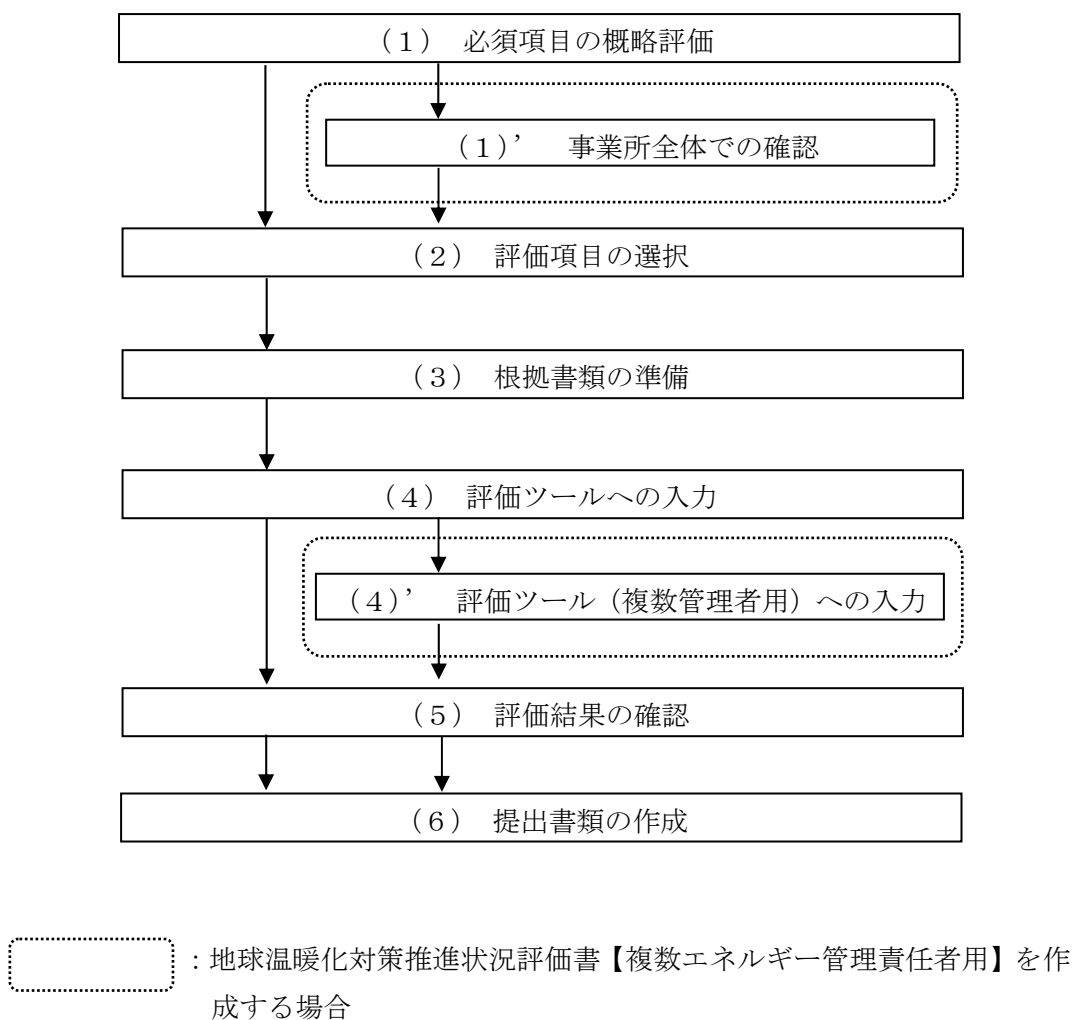 （１） 必須項目の概略評価
（１）’ 事業所全体での確認
（２） 評価項目の選択
（３） 根拠書類の準備
（４） 評価ツールへの入力
（４）’ 評価ツール（複数管理者用）への入力
（５） 評価結果の確認
（６） 提出書類の作成
：地球温暖化対策推進状況評価書【複数エネルギー管理責任者用】を作
成する場合